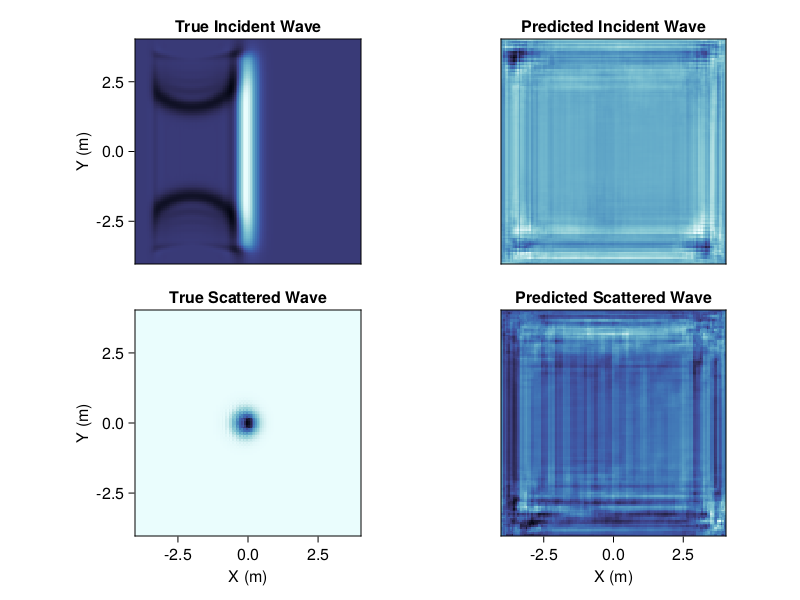 True Incident Wave
Predicted Incident Wave
Y (m)
2.5
0.0
-2.5
True Scattered Wave
Predicted Scattered Wave
Y (m)
2.5
0.0
-2.5
-2.5 0.0 2.5
-2.5 0.0 2.5
X (m)
X (m)